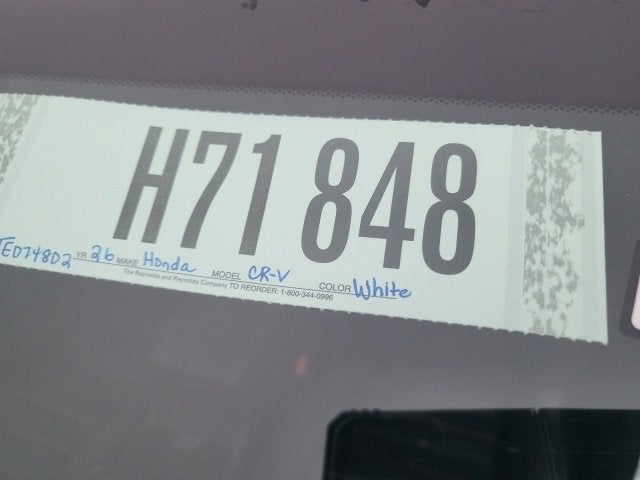 H71 848
TE074802 YR 26 MAKE Honda MODEL CR-V COLOR White
The Reynolds and Reynolds Company TO REORDER: 1-800-344-0996